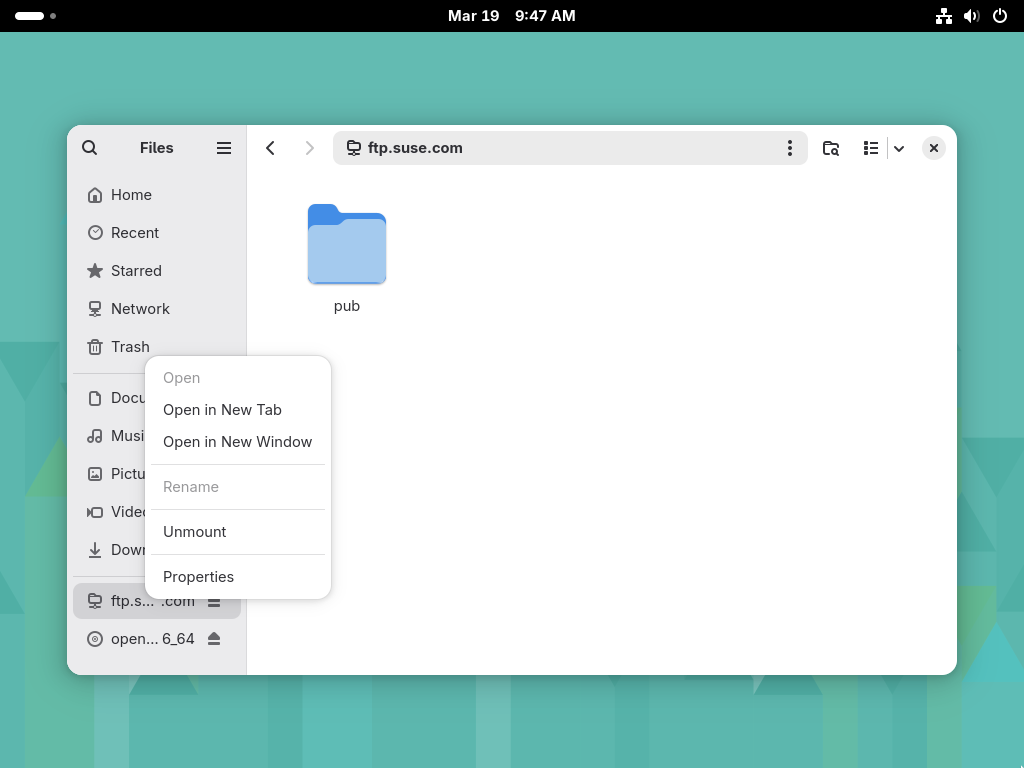 Mar 19 9:47 AM
Files
ftp.suse.com
Home
Recent
Starred
Network
Trash
Docu
Musi
Pictu
Video
Down
ftp.s… .com
open… 6_64
pub
Open
Open in New Tab
Open in New Window
Rename
Unmount
Properties